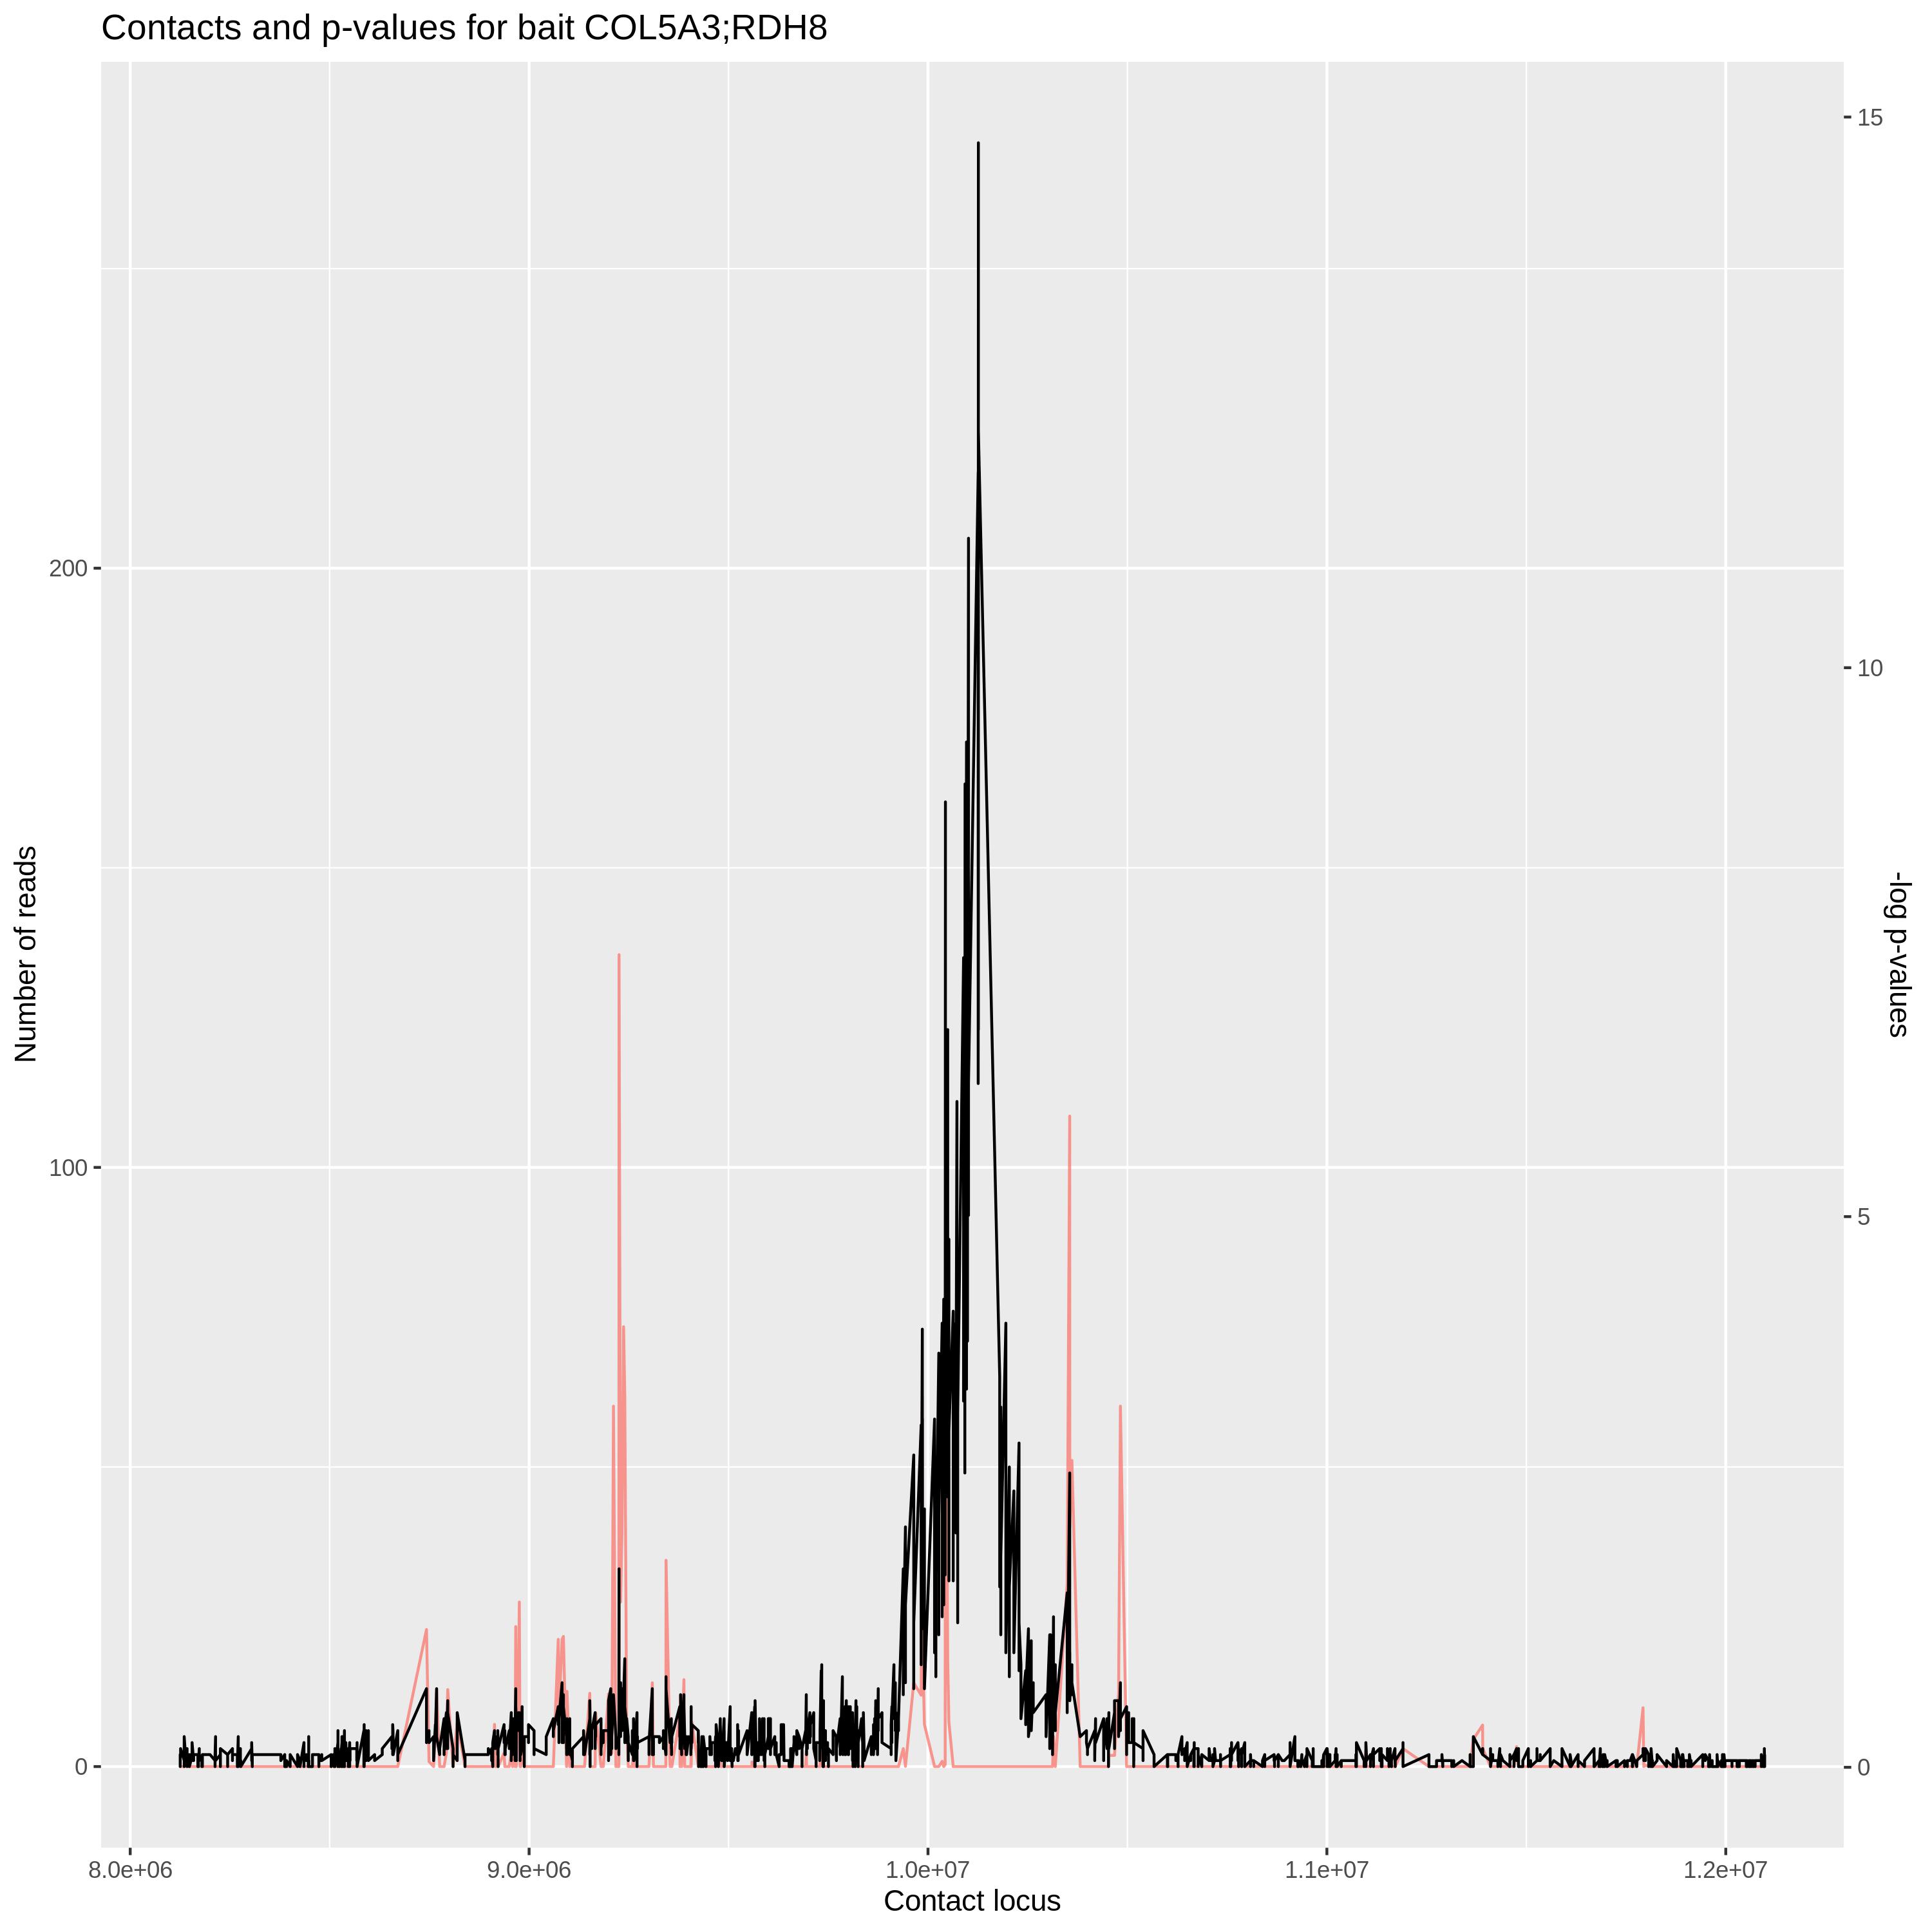 Contacts and p-values for bait COL5A3;RDH8
Number of reads
200
100
0
15
10
5
0
-log p-values
8.0e+06
9.0e+06
1.0e+07
1.1e+07
1.2e+07
Contact locus